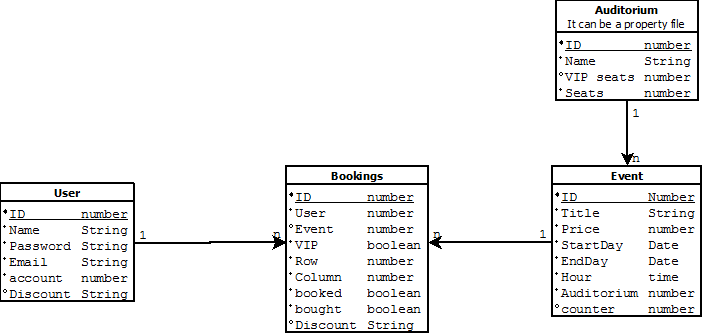 Auditorium
It can be a property file
ID number
Name String
VIP seats number
Seats number
1
n
User
ID number
Name String
Password String
Email String
account number
Discount String
1
n
Bookings
ID number
User number
Event number
VIP boolean
Row number
Column number
booked boolean
bought boolean
Discount String
n
1
Event
ID Number
Title String
Price number
StartDay Date
EndDay Date
Hour time
Auditorium number
counter number